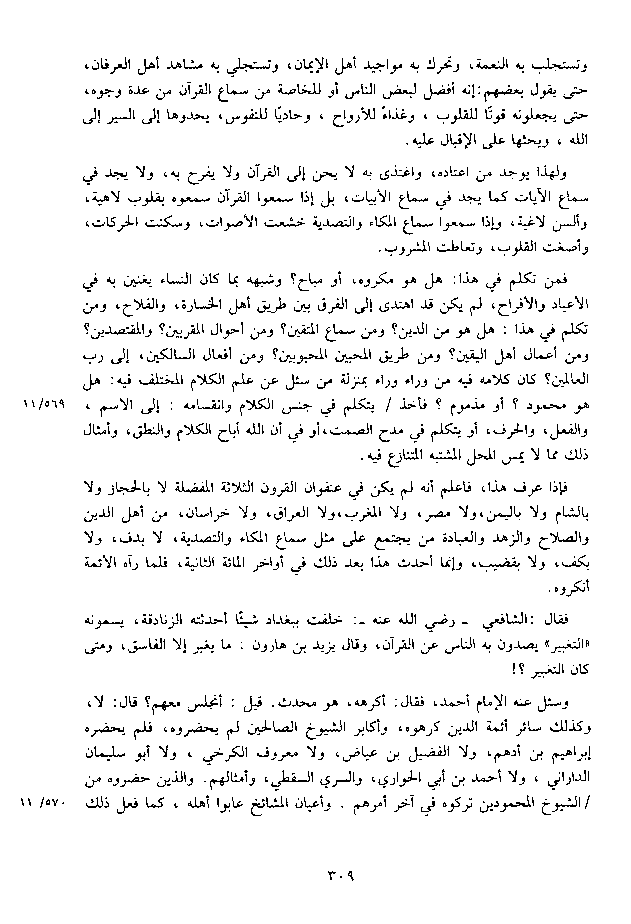 وتستجلب به النعمة، وتحرك به مواجيد أهل الإيمان، وتستجلي به مشاهد أهل العرفان،
حتى يقول بعضهم: إنه أفضل لبعض الناس أو للخاصة من سماع القرآن من عدة وجوه،
حتى يجعلونه قوتًا للقلوب ، وغذاءً للأرواح ، وحاديًا للنفوس، يحدوها إلى السير إلى
الله ، ويحثها على الإقبال عليه.
ولهذا يوجد من اعتاده، واغتذى به لا يحن إلى القرآن ولا يفرح به، ولا يجد في
سماع الآيات كما يجد في سماع الأبيات، بل إذا سمعوا القرآن سمعوه بقلوب لاهية،
وألسن لاغية، وإذا سمعوا سماع المكاء والتصدية خشعت الأصوات، وسكنت الحركات،
وأصغت القلوب، وتعاطت المشروب.
فمن تكلم في هذا: هل هو مكروه، أو مباح؟ وشبهه بما كان النساء يغنين به في
الأعياد والأفراح، لم يكن قد اهتدى إلى الفرق بين طريق أهل الخسارة، والفلاح، ومن
تكلم في هذا : هل هو من الدين؟ ومن سماع المتقين؟ ومن أحوال المقربين؟ والمقتصدين؟
ومن أعمال أهل اليقين؟ ومن طريق المحبين المحبوبين؟ ومن أفعال السالكين، إلى رب
العالمين؟ كان كلامه فيه من وراء وراء بمنزلة من سئل عن علم الكلام المختلف فيه: هل
هو محمود ؟ أو مذموم ؟ فأخذ / يتكلم في جنس الكلام وانقسامه : إلى الاسم ، ١١/٥٦٩
والفعل، والحرف، أو يتكلم في مدح الصمت، أو في أن الله أباح الكلام والنطق، وأمثال
ذلك مما لا يمس المحل المشتبه المتنازع فيه.
فإذا عرف هذا، فاعلم أنه لم يكن في عنفوان القرون الثلاثة المفضلة لا بالحجاز ولا
بالشام ولا باليمن، ولا مصر، ولا المغرب، ولا العراق، ولا خراسان، من أهل الدين
والصلاح والزهد والعبادة من يجتمع على مثل سماع المكاء والتصدية، لا بدف، ولا
بكف، ولا بقضيب، وإنما أحدث هذا بعد ذلك في أواخر المائة الثانية، فلما رآه الأئمة
أنكروه.
فقال :الشافعي ـ رضي الله عنه ـ: خلفت ببغداد شيئًا أحدثته الزنادقة، يسمونه
«التغبير» يصدون به الناس عن القرآن، وقال يزيد بن هارون : ما يغبر إلا الفاسق، ومتى
كان التغبير ؟!
وسئل عنه الإمام أحمد، فقال: أكرهه، هو محدث. قيل : أنجلس معهم؟ قال: لا،
وكذلك سائر أئمة الدين كرهوه، وأكابر الشيوخ الصالحين لم يحضروه، فلم يحضره
إبراهيم بن أدهم، ولا الفضيل بن عياض، ولا معروف الكرخي ، ولا أبو سليمان
الداراني ، ولا أحمد بن أبي الحواري، والسري السقطي، وأمثالهم. والذين حضروه من
/ الشيوخ المحمودين تركوه في آخر أمرهم . وأعيان المشائخ عابوا أهله ، كما فعل ذلك ١١/٥٧٠
٣٠٩